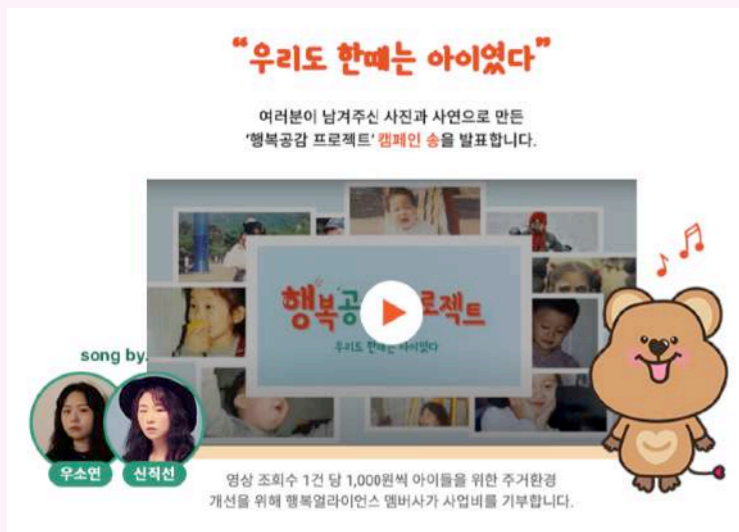 “우리도 한때는 아이였다”
여러분이 남겨주신 사진과 사연으로 만든
‘행복공감 프로젝트’ 캠페인 송을 발표합니다.
행복공 로젝트
우리도 한때는 아이였다
song by.
우소연 신직선
영상 조회수 1건 당 1,000원씩 아이들을 위한 주거환경
개선을 위해 행복얼라이언스 멤버사가 사업비를 기부합니다.